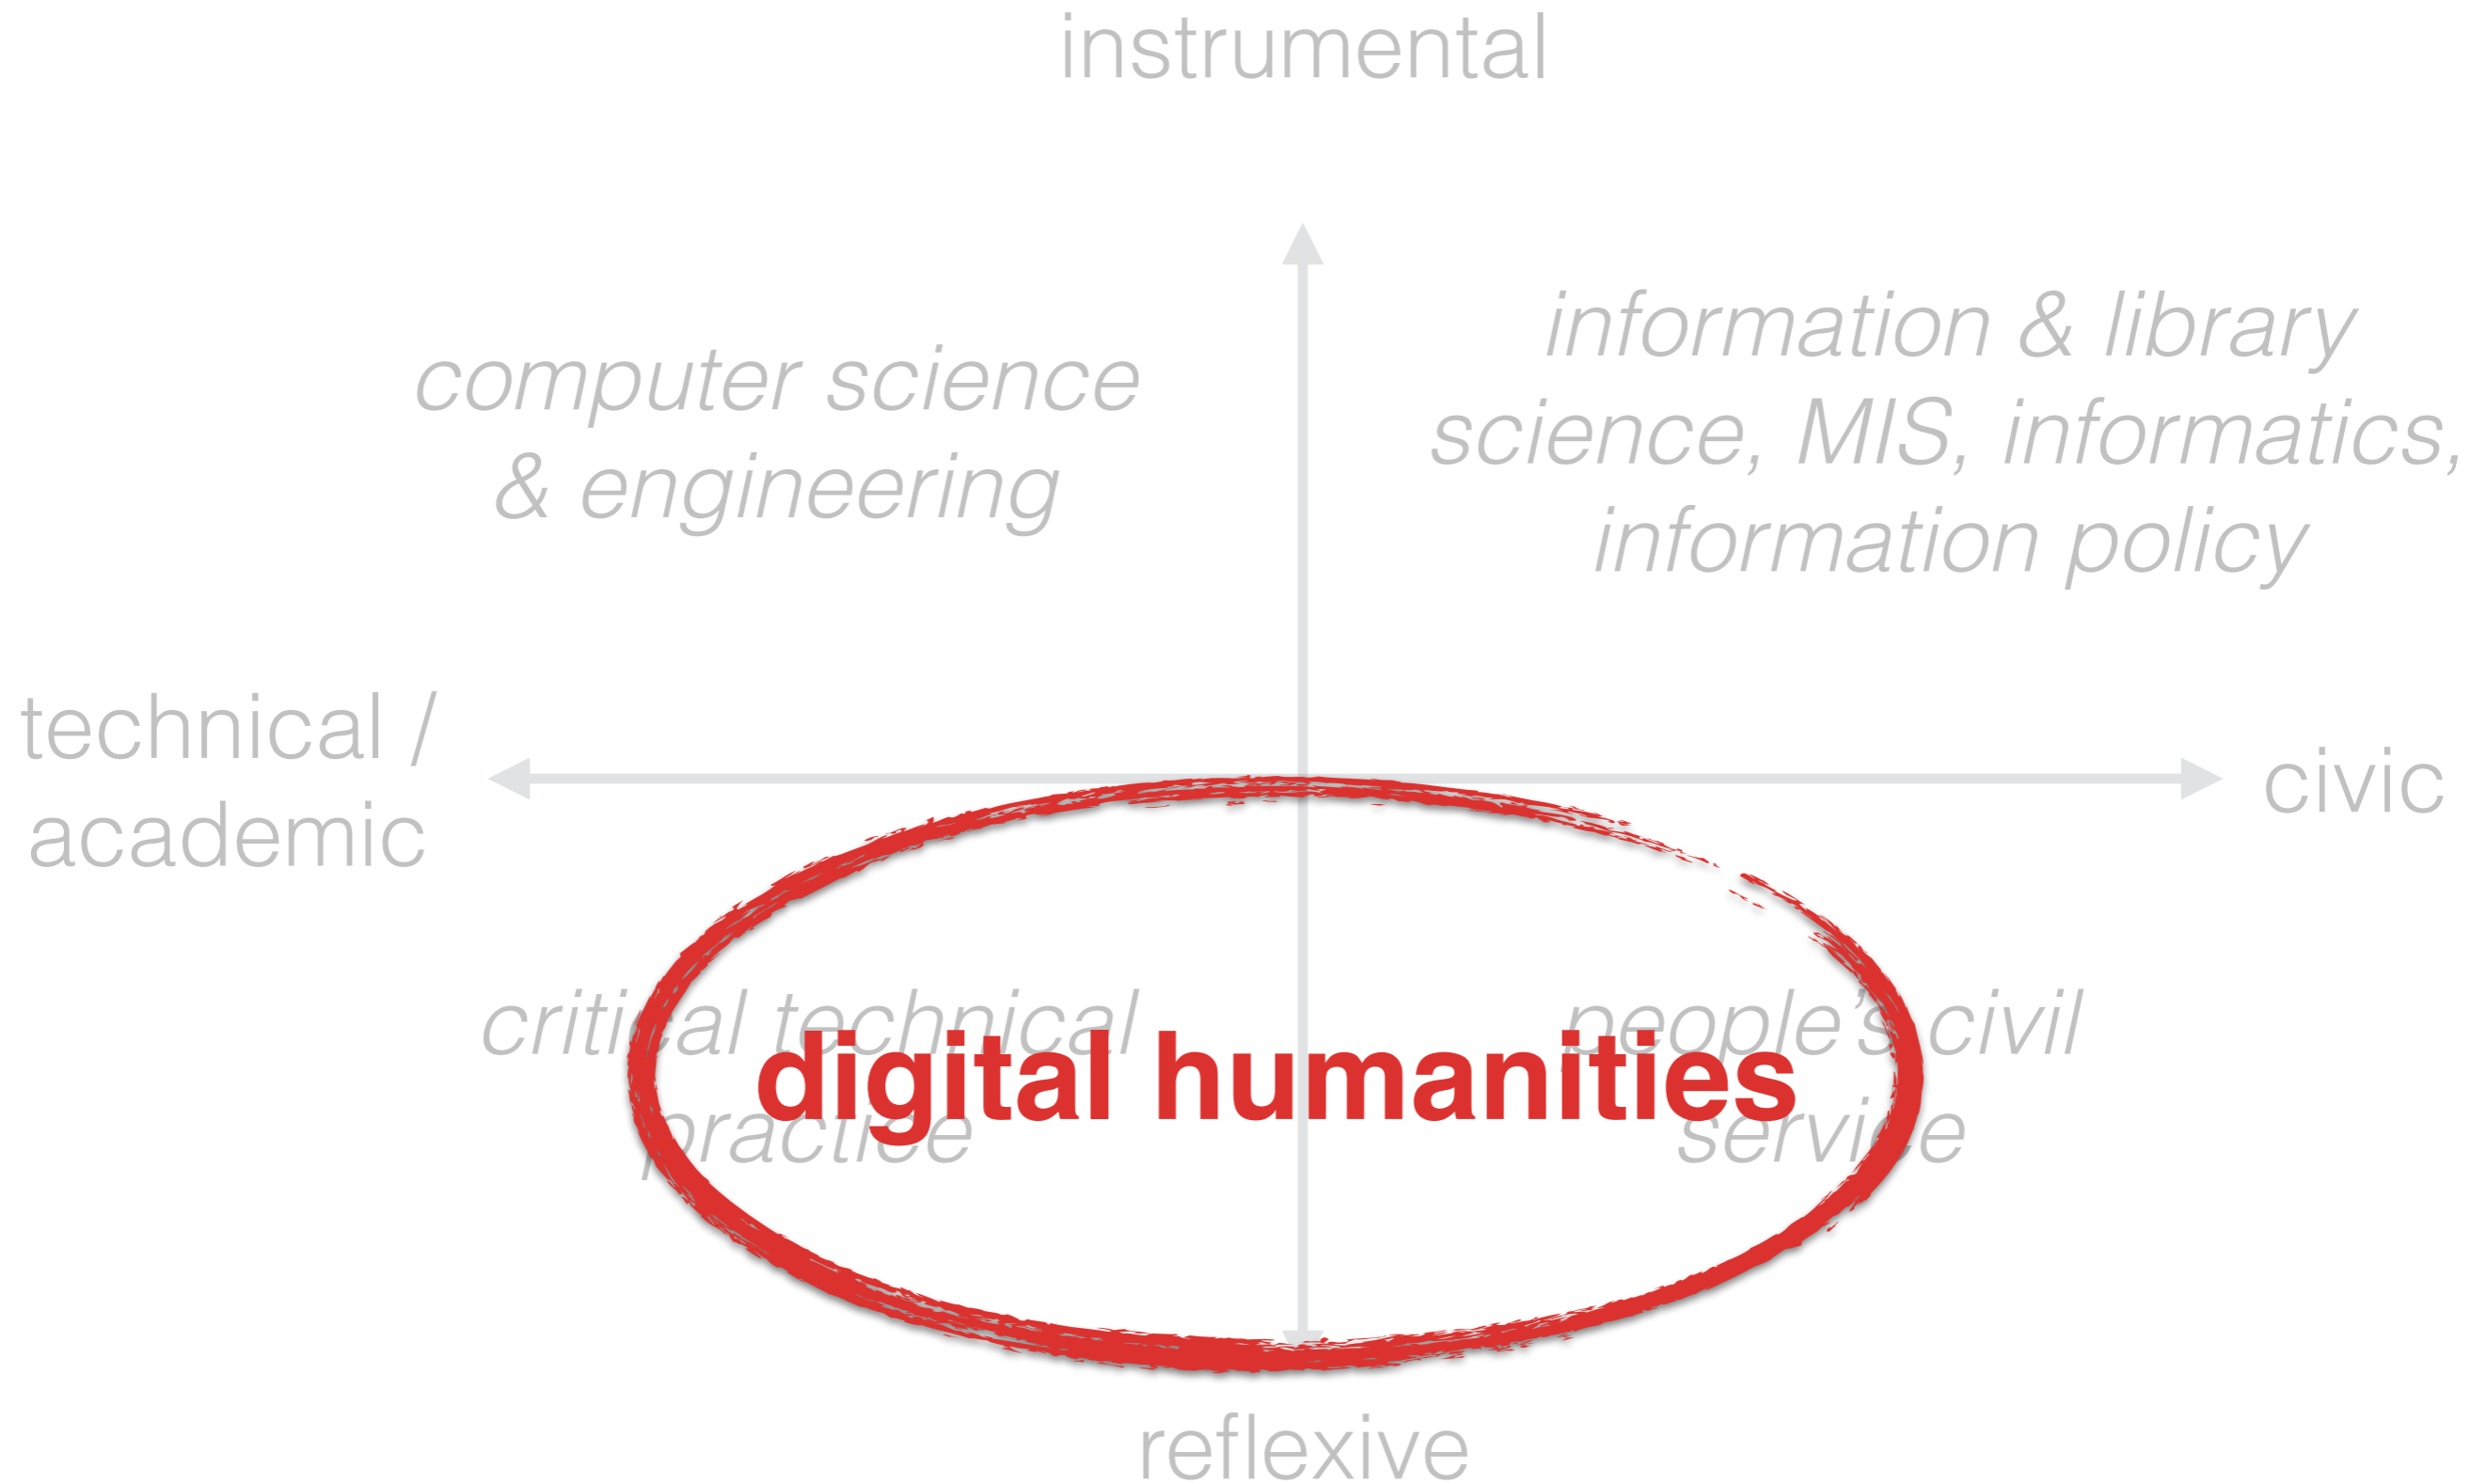 instrumental
computer science
& engineering
information & library
science, MIS, informatics,
information policy
technical /
academic
civic
critical technical
practice
people's civil
service
digital humanities
reflexive